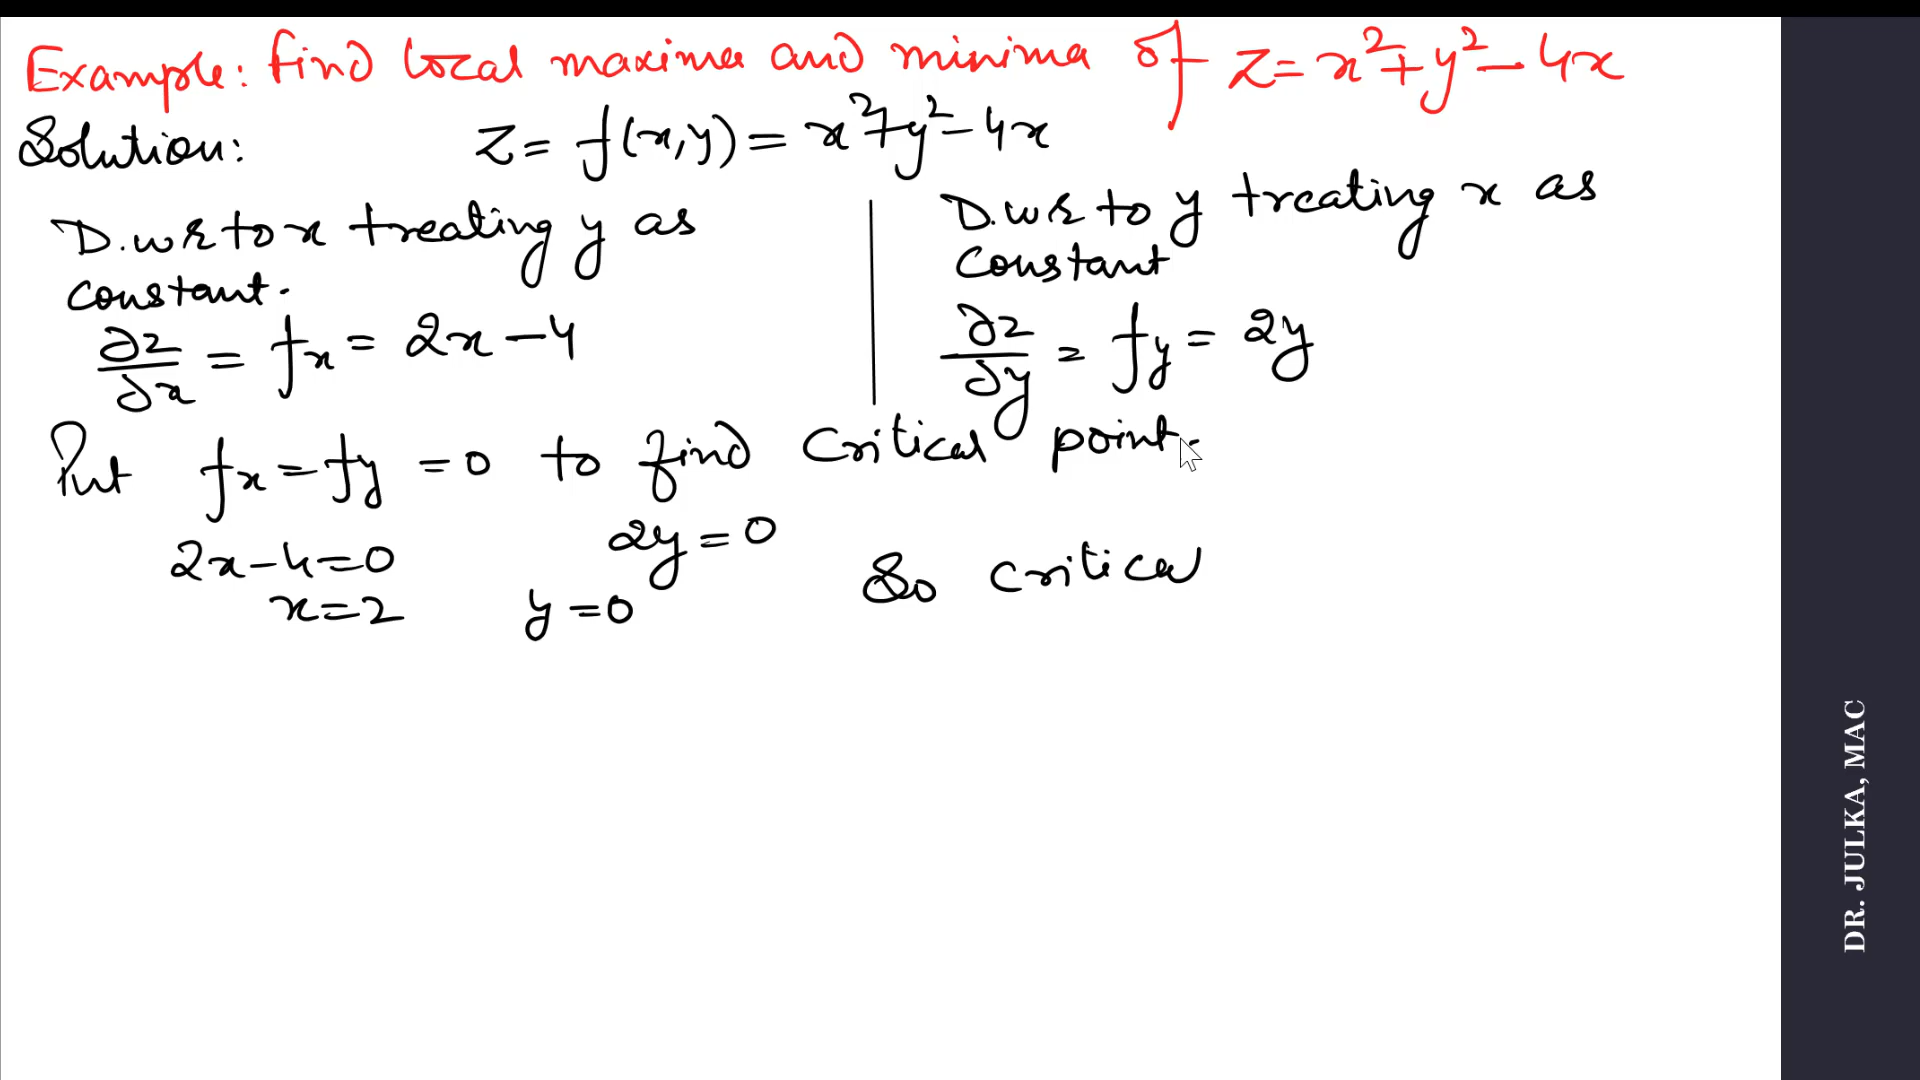 Example: Find local maxima and minima of z = x² + y² - 4x
Solution: z = f(x,y) = x² + y² - 4x
D.w.r to x treating y as
constant.
∂z/∂x = fx = 2x - 4
D.w.r to y treating x as
constant
∂z/∂y = fy = 2y
Put fx = fy = 0 to find critical point.
2x - 4 = 0
x = 2
2y = 0
y = 0
So critical
DR. JULKA, MAC